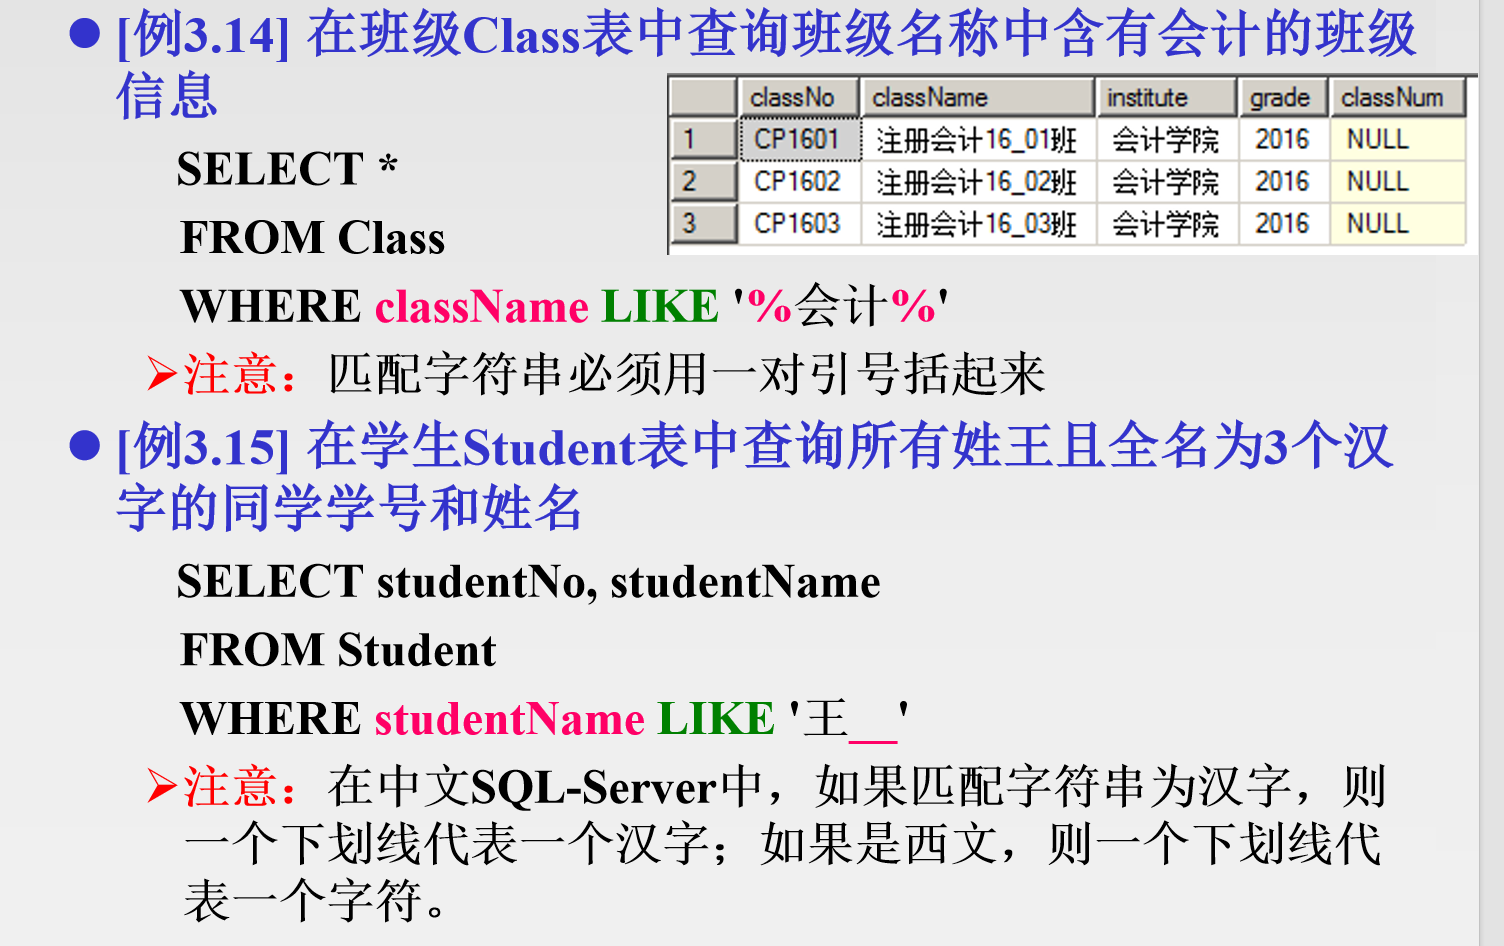 ● [例3.14] 在班级Class表中查询班级名称中含有会计的班级
信息
classNo className institute grade classNum
1 CP1601 注册会计16_01班 会计学院 2016 NULL
2 CP1602 注册会计16_02班 会计学院 2016 NULL
3 CP1603 注册会计16_03班 会计学院 2016 NULL
SELECT *
FROM Class
WHERE className LIKE '%会计%'
➢注意：匹配字符串必须用一对引号括起来
● [例3.15] 在学生Student表中查询所有姓王且全名为3个汉
字的同学学号和姓名
SELECT studentNo, studentName
FROM Student
WHERE studentName LIKE '王__'
➢注意：在中文SQL-Server中，如果匹配字符串为汉字，则
一个下划线代表一个汉字；如果是西文，则一个下划线代
表一个字符。